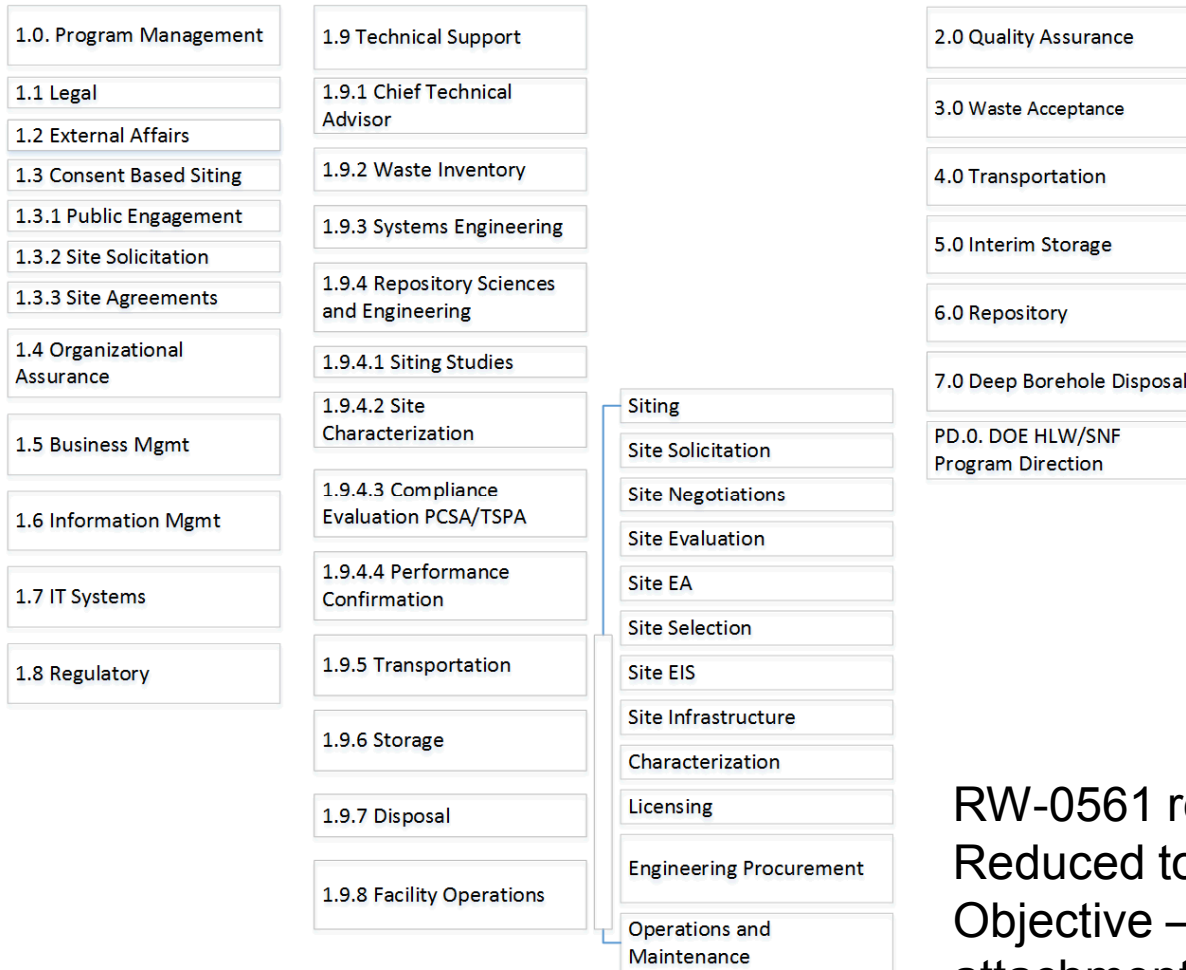 1.0. Program Management
1.1 Legal
1.2 External Affairs
1.3 Consent Based Siting
1.3.1 Public Engagement
1.3.2 Site Solicitation
1.3.3 Site Agreements
1.4 Organizational
Assurance
1.5 Business Mgmt
1.6 Information Mgmt
1.7 IT Systems
1.8 Regulatory
1.9 Technical Support
1.9.1 Chief Technical
Advisor
1.9.2 Waste Inventory
1.9.3 Systems Engineering
1.9.4 Repository Sciences
and Engineering
1.9.4.1 Siting Studies
1.9.4.2 Site
Characterization
1.9.4.3 Compliance
Evaluation PCSA/TSPA
1.9.4.4 Performance
Confirmation
1.9.5 Transportation
1.9.6 Storage
1.9.7 Disposal
1.9.8 Facility Operations
Siting
Site Solicitation
Site Negotiations
Site Evaluation
Site EA
Site Selection
Site EIS
Site Infrastructure
Characterization
Licensing
Engineering Procurement
Operations and
Maintenance
2.0 Quality Assurance
3.0 Waste Acceptance
4.0 Transportation
5.0 Interim Storage
6.0 Repository
7.0 Deep Borehole Disposal
PD.0. DOE HLW/SNF
Program Direction
RW-0561
Reduced to
Objective –